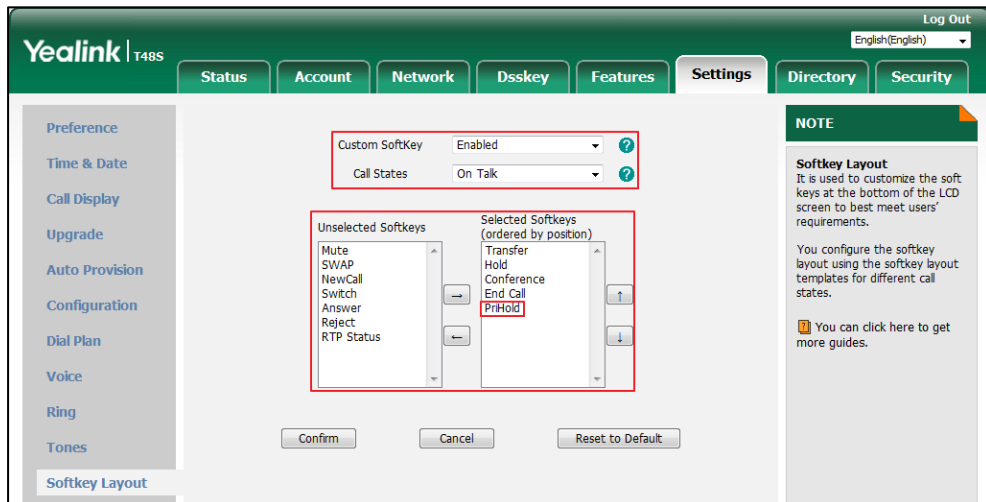 Log Out
Yealink | T48S
English(English)
Status Account Network Dsskey Features Settings Directory Security
Preference
Time & Date
Call Display
Upgrade
Auto Provision
Configuration
Dial Plan
Voice
Ring
Tones
Softkey Layout
Custom SoftKey Enabled ?
Call States On Talk ?
Unselected Softkeys
Mute
SWAP
NewCall
Switch
Answer
Reject
RTP Status
→
←
Selected Softkeys
(ordered by position)
Transfer
Hold
Conference
End Call
PriHold
↑
↓
Confirm Cancel Reset to Default
NOTE
Softkey Layout
It is used to customize the soft
keys at the bottom of the LCD
screen to best meet users'
requirements.
You configure the softkey
layout using the softkey layout
templates for different call
states.
? You can click here to get
more guides.